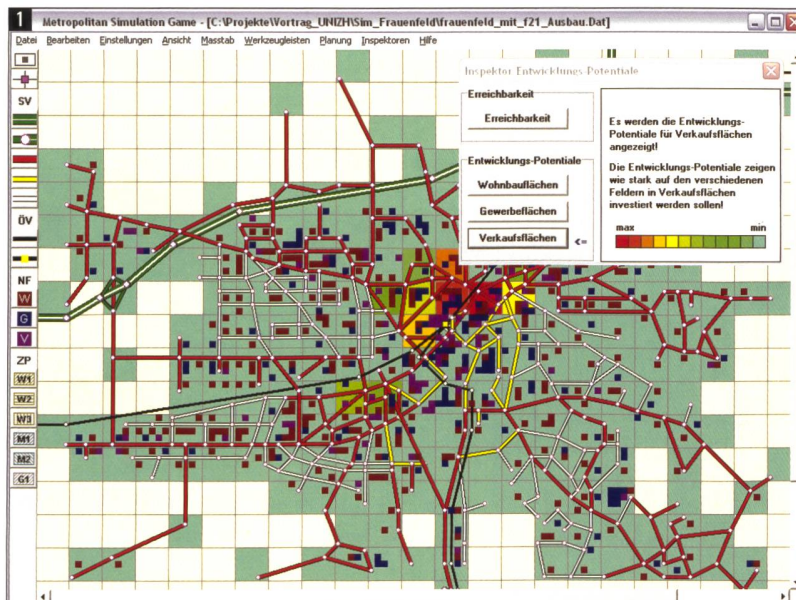 1
Metropolitan Simulation Game - [C:\Projekte\Vortrag_UNIZH\Sim_Frauenfeld\frauenfeld_mit_f21_Ausbau.Dat]
Datei Bearbeiten Einstellungen Ansicht Masstab Werkzeugleisten Planung Inspektoren Hilfe
Inspektor Entwicklungs-Potentiale
Erreichbarkeit
Erreichbarkeit
Entwicklungs-Potentiale
Wohnbauflächen
Gewerbeflächen
Verkaufsflächen <=
Es werden die Entwicklungs-
Potentiale für Verkaufsflächen
angezeigt!
Die Entwicklungs-Potentiale zeigen
wie stark auf den verschiedenen
Feldern in Verkaufsflächen
investiert werden sollen!
max min
SV
ÖV
NF
W
G
V
ZP
W1
W2
W3
M1
M2
G1